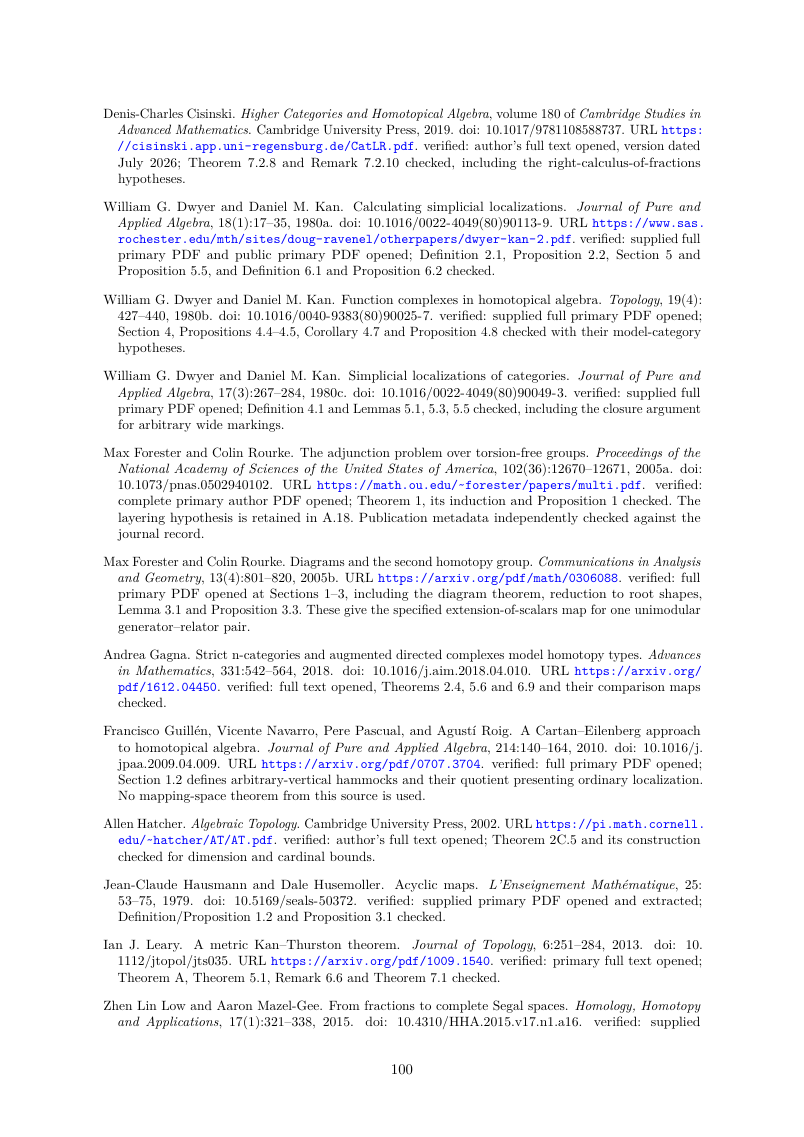 Denis-Charles Cisinski. Higher Categories and Homotopical Algebra, volume 180 of Cambridge Studies in
Advanced Mathematics. Cambridge University Press, 2019. doi: 10.1017/9781108588737. URL https:
//cisinski.app.uni-regensburg.de/CatLR.pdf. verified: author's full text opened, version dated
July 2026; Theorem 7.2.8 and Remark 7.2.10 checked, including the right-calculus-of-fractions
hypotheses.
William G. Dwyer and Daniel M. Kan. Calculating simplicial localizations. Journal of Pure and
Applied Algebra, 18(1):17–35, 1980a. doi: 10.1016/0022-4049(80)90113-9. URL https://www.sas.
rochester.edu/mth/sites/doug-ravenel/otherpapers/dwyer-kan-2.pdf. verified: supplied full
primary PDF and public primary PDF opened; Definition 2.1, Proposition 2.2, Section 5 and
Proposition 5.5, and Definition 6.1 and Proposition 6.2 checked.
William G. Dwyer and Daniel M. Kan. Function complexes in homotopical algebra. Topology, 19(4):
427–440, 1980b. doi: 10.1016/0040-9383(80)90025-7. verified: supplied full primary PDF opened;
Section 4, Propositions 4.4–4.5, Corollary 4.7 and Proposition 4.8 checked with their model-category
hypotheses.
William G. Dwyer and Daniel M. Kan. Simplicial localizations of categories. Journal of Pure and
Applied Algebra, 17(3):267–284, 1980c. doi: 10.1016/0022-4049(80)90049-3. verified: supplied full
primary PDF opened; Definition 4.1 and Lemmas 5.1, 5.3, 5.5 checked, including the closure argument
for arbitrary wide markings.
Max Forester and Colin Rourke. The adjunction problem over torsion-free groups. Proceedings of the
National Academy of Sciences of the United States of America, 102(36):12670–12671, 2005a. doi:
10.1073/pnas.0502940102. URL https://math.ou.edu/~forester/papers/multi.pdf. verified:
complete primary author PDF opened; Theorem 1, its induction and Proposition 1 checked. The
layering hypothesis is retained in A.18. Publication metadata independently checked against the
journal record.
Max Forester and Colin Rourke. Diagrams and the second homotopy group. Communications in Analysis
and Geometry, 13(4):801–820, 2005b. URL https://arxiv.org/pdf/math/0306088. verified: full
primary PDF opened at Sections 1–3, including the diagram theorem, reduction to root shapes,
Lemma 3.1 and Proposition 3.3. These give the specified extension-of-scalars map for one unimodular
generator–relator pair.
Andrea Gagna. Strict n-categories and augmented directed complexes model homotopy types. Advances
in Mathematics, 331:542–564, 2018. doi: 10.1016/j.aim.2018.04.010. URL https://arxiv.org/
pdf/1612.04450. verified: full text opened, Theorems 2.4, 5.6 and 6.9 and their comparison maps
checked.
Francisco Guillén, Vicente Navarro, Pere Pascual, and Agustí Roig. A Cartan–Eilenberg approach
to homotopical algebra. Journal of Pure and Applied Algebra, 214:140–164, 2010. doi: 10.1016/j.
jpaa.2009.04.009. URL https://arxiv.org/pdf/0707.3704. verified: full primary PDF opened;
Section 1.2 defines arbitrary-vertical hammocks and their quotient presenting ordinary localization.
No mapping-space theorem from this source is used.
Allen Hatcher. Algebraic Topology. Cambridge University Press, 2002. URL https://pi.math.cornell.
edu/~hatcher/AT/AT.pdf. verified: author's full text opened; Theorem 2C.5 and its construction
checked for dimension and cardinal bounds.
Jean-Claude Hausmann and Dale Husemoller. Acyclic maps. L'Enseignement Mathématique, 25:
53–75, 1979. doi: 10.5169/seals-50372. verified: supplied primary PDF opened and extracted;
Definition/Proposition 1.2 and Proposition 3.1 checked.
Ian J. Leary. A metric Kan–Thurston theorem. Journal of Topology, 6:251–284, 2013. doi: 10.
1112/jtopol/jts035. URL https://arxiv.org/pdf/1009.1540. verified: primary full text opened;
Theorem A, Theorem 5.1, Remark 6.6 and Theorem 7.1 checked.
Zhen Lin Low and Aaron Mazel-Gee. From fractions to complete Segal spaces. Homology, Homotopy
and Applications, 17(1):321–338, 2015. doi: 10.4310/HHA.2015.v17.n1.a16. verified: supplied
100